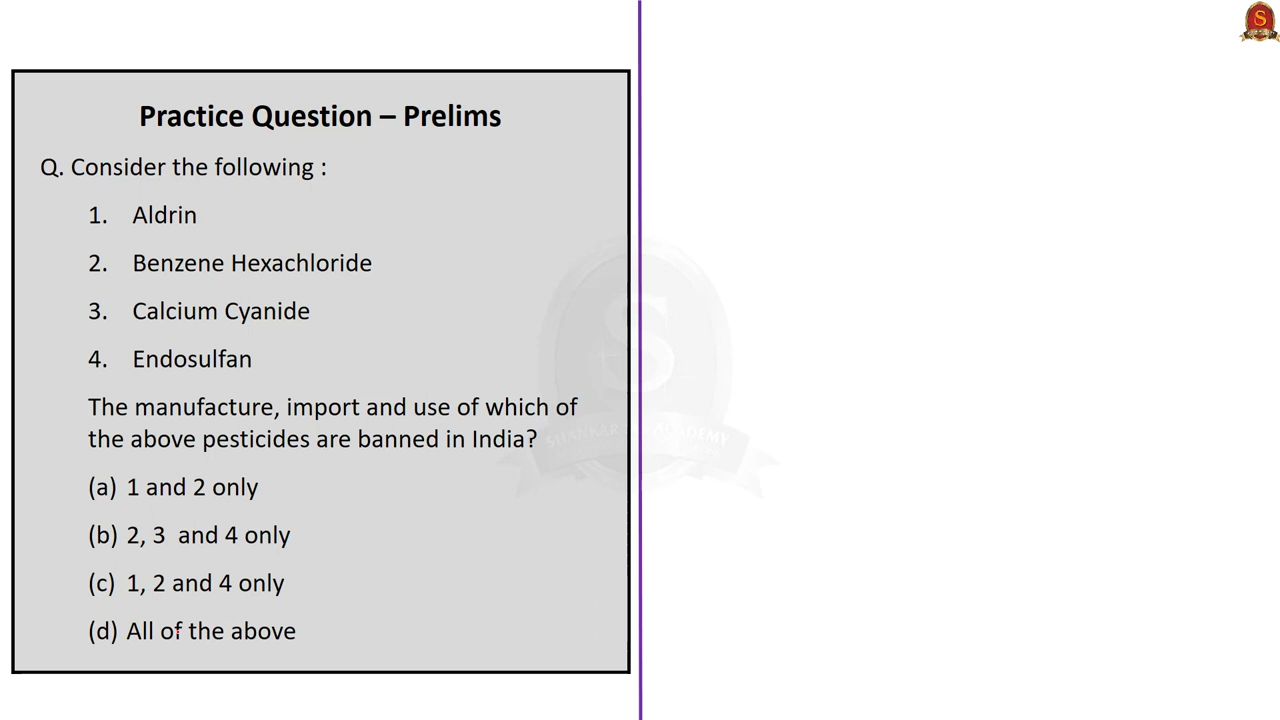 Practice Question – Prelims
Q. Consider the following :
1. Aldrin
2. Benzene Hexachloride
3. Calcium Cyanide
4. Endosulfan
The manufacture, import and use of which of
the above pesticides are banned in India?
(a) 1 and 2 only
(b) 2, 3 and 4 only
(c) 1, 2 and 4 only
(d) All of the above
S